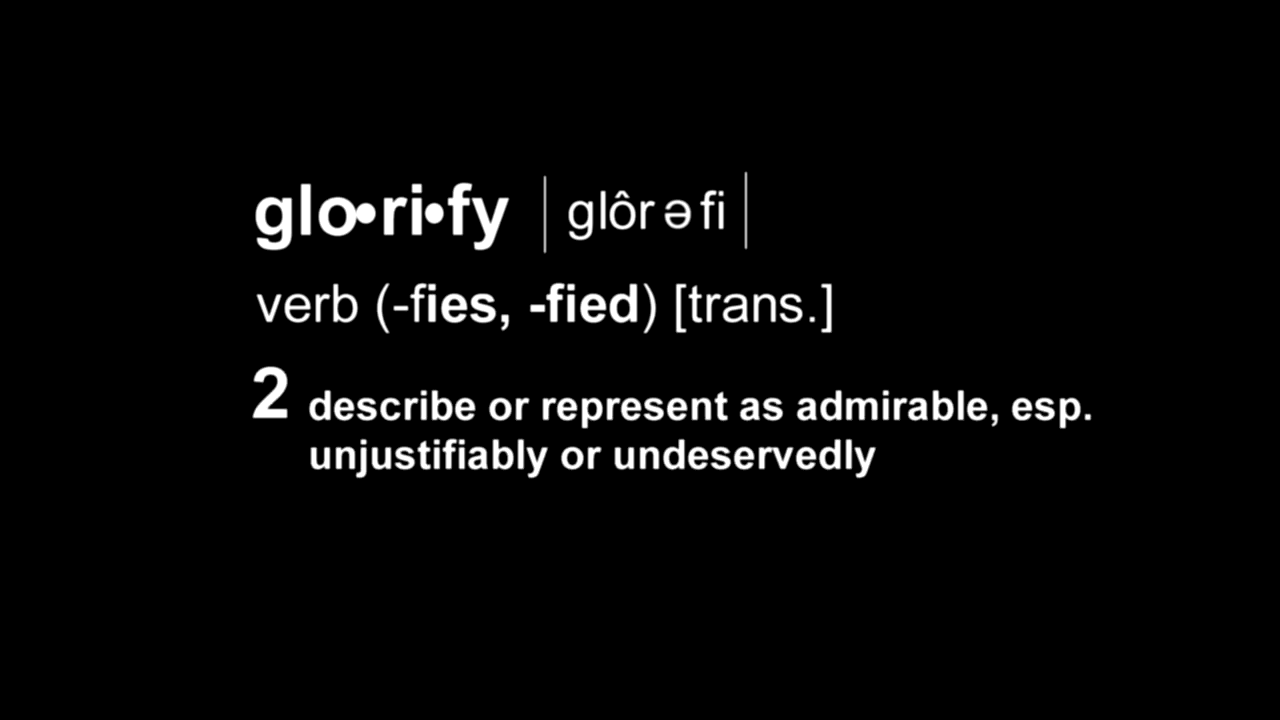 glo•ri•fy | glôr ə fi |
verb (-fies, -fied) [trans.]
2 describe or represent as admirable, esp.
unjustifiably or undeservedly